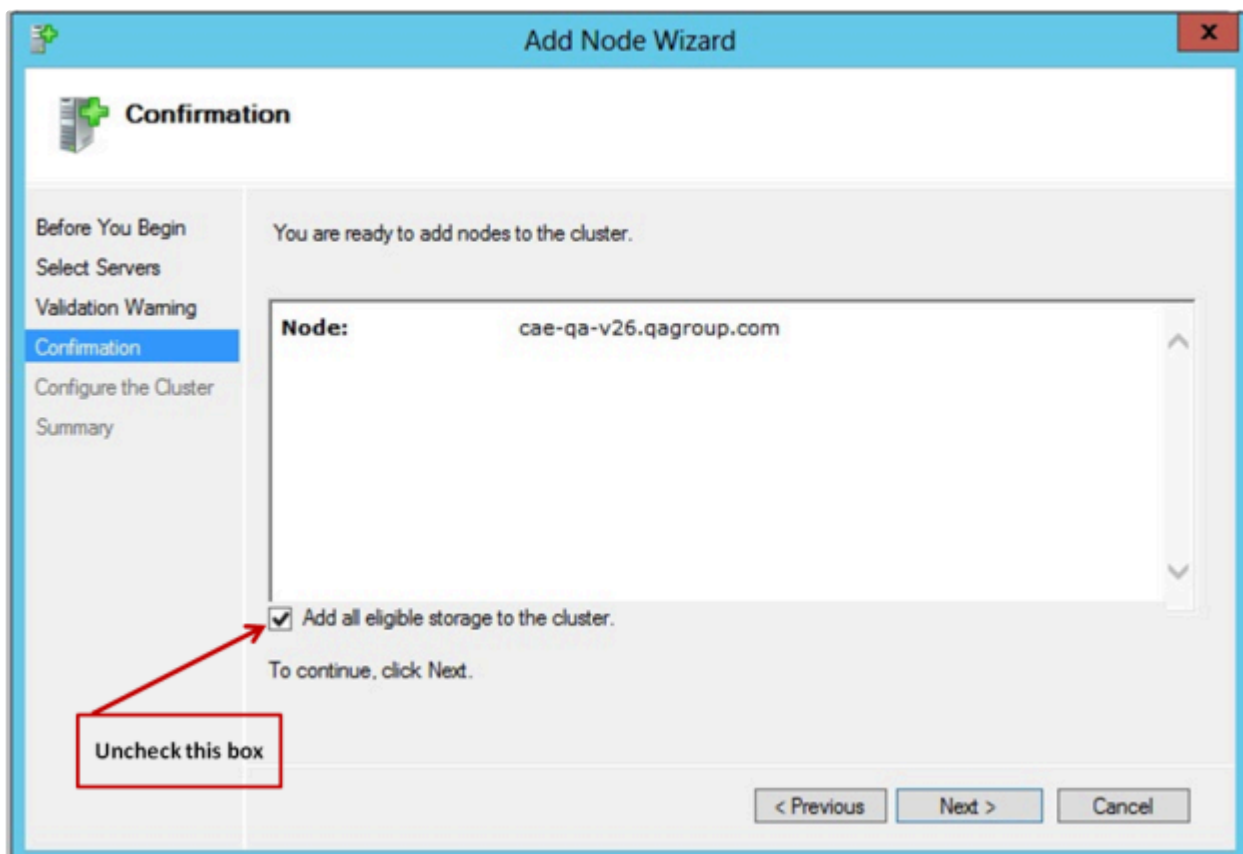 Add Node Wizard
x
Confirmation
Before You Begin
Select Servers
Validation Warning
Confirmation
Configure the Cluster
Summary
You are ready to add nodes to the cluster.
Node: cae-qa-v26.qagroup.com
Add all eligible storage to the cluster.
To continue, click Next.
Uncheck this box
< Previous Next > Cancel